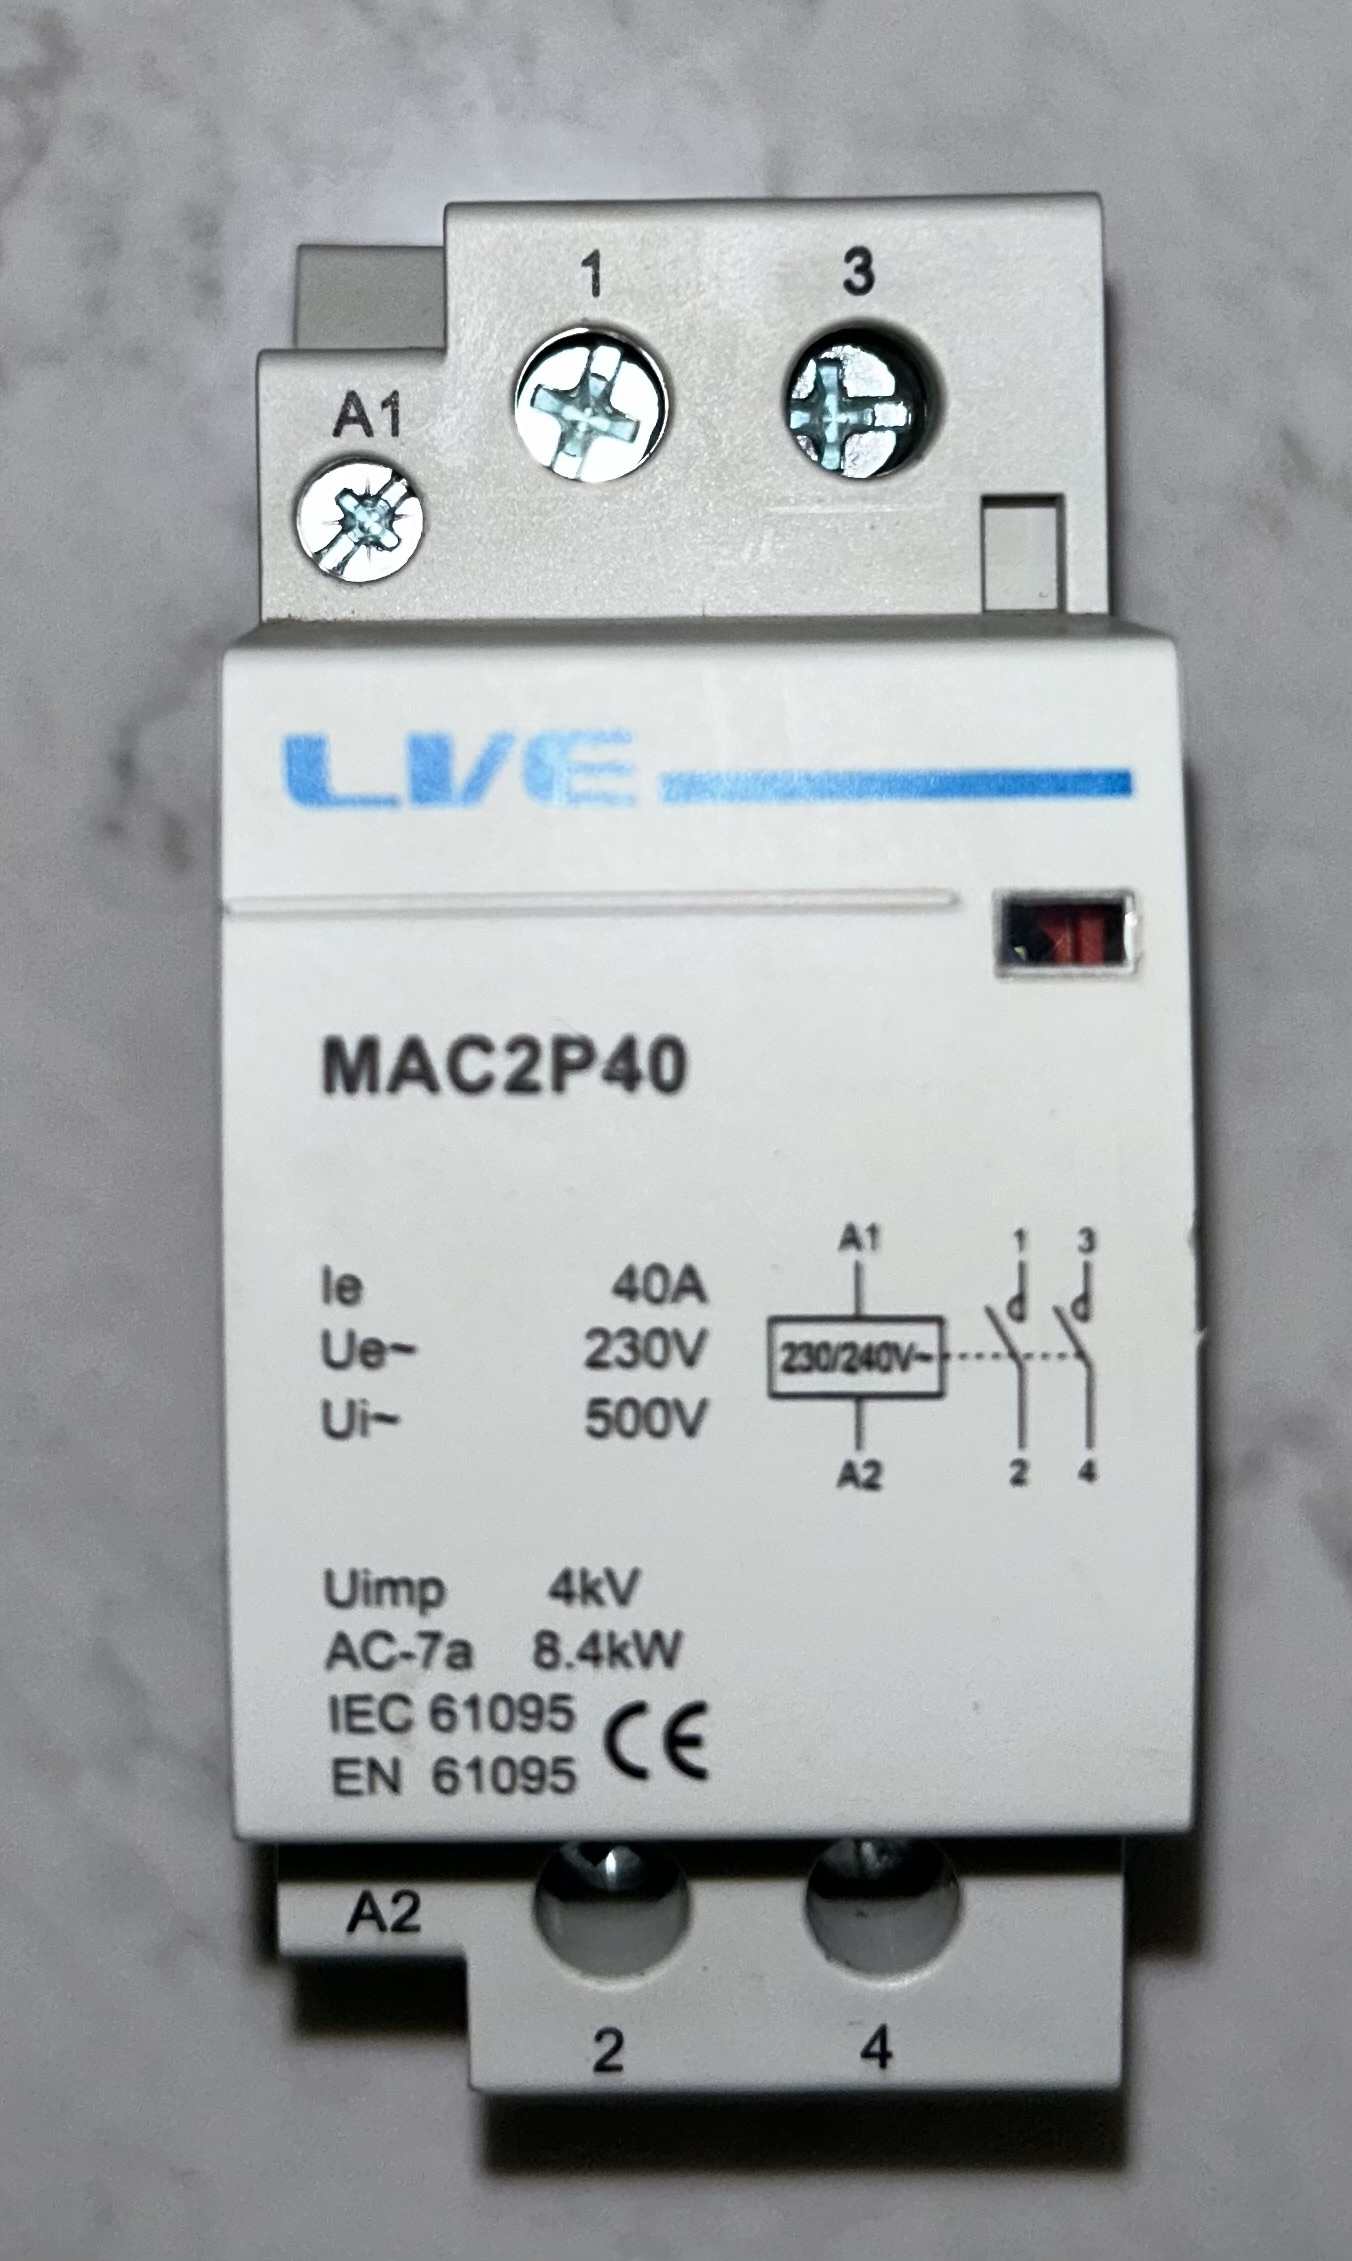 1 3
A1
LVE
MAC2P40
Ie 40A
Ue~ 230V
Ui~ 500V
A1 1 3
230/240V~
A2 2 4
Uimp 4kV
AC-7a 8.4kW
IEC 61095
EN 61095
CE
A2
2 4